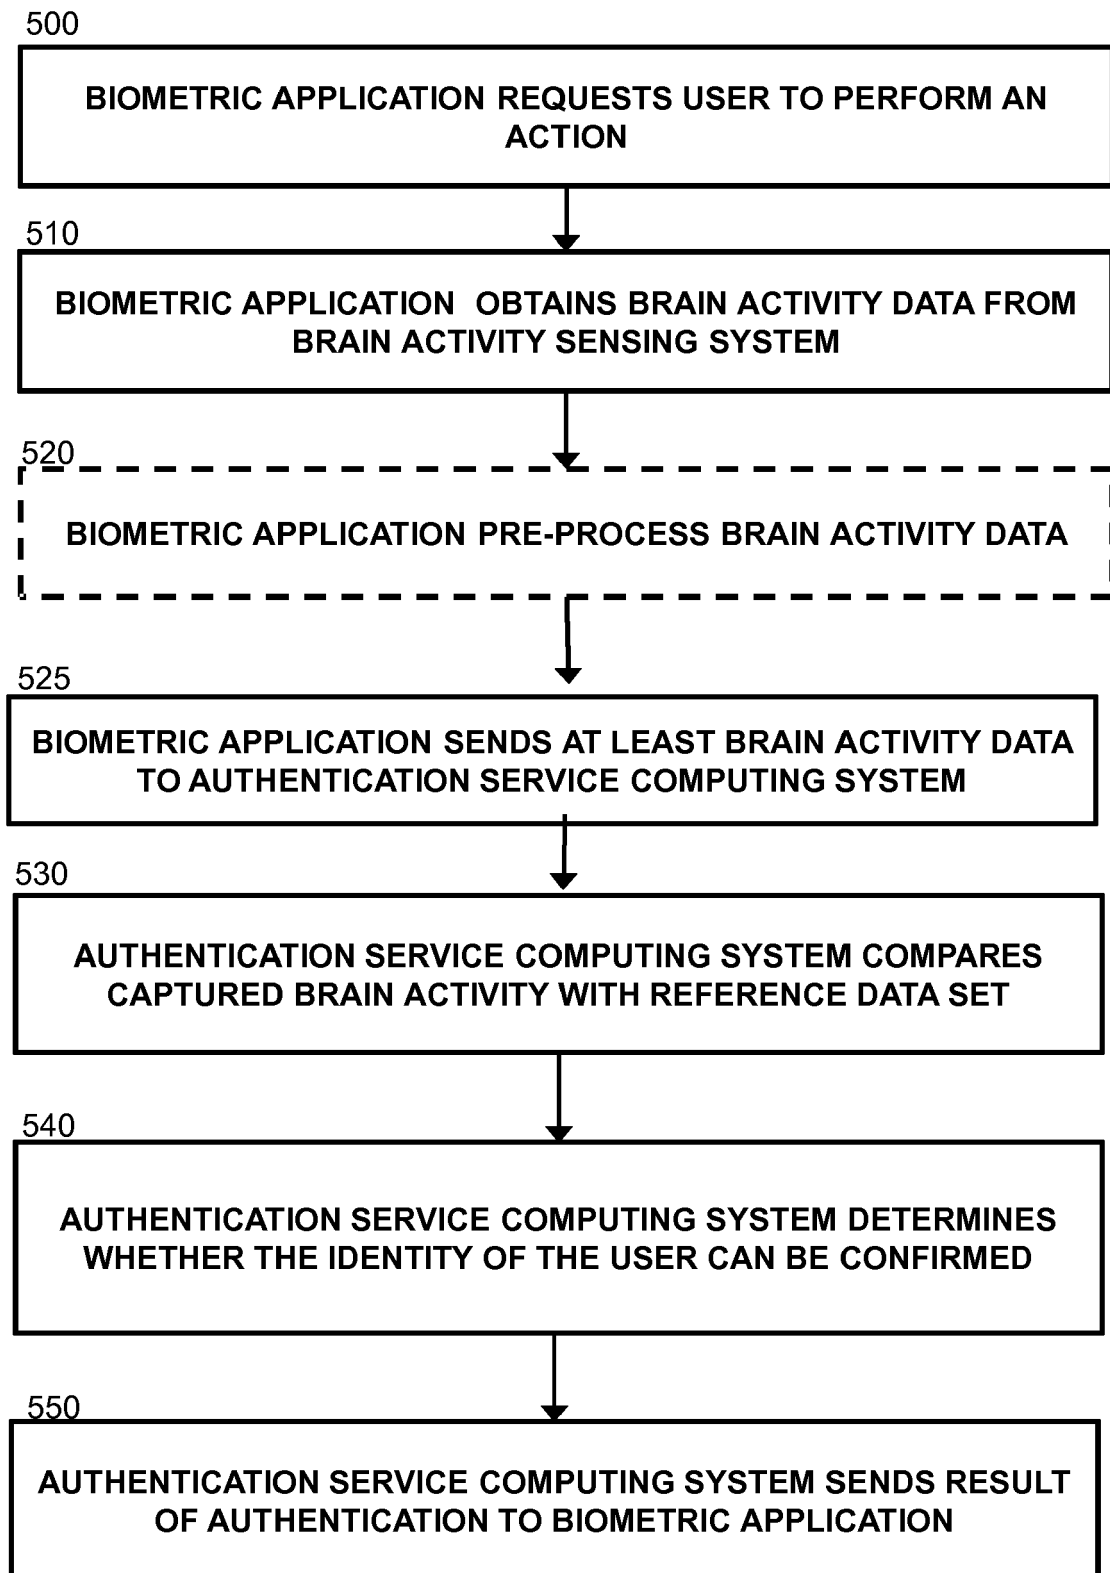 500
BIOMETRIC APPLICATION REQUESTS USER TO PERFORM AN
ACTION
510
BIOMETRIC APPLICATION OBTAINS BRAIN ACTIVITY DATA FROM
BRAIN ACTIVITY SENSING SYSTEM
520
BIOMETRIC APPLICATION PRE-PROCESS BRAIN ACTIVITY DATA
525
BIOMETRIC APPLICATION SENDS AT LEAST BRAIN ACTIVITY DATA
TO AUTHENTICATION SERVICE COMPUTING SYSTEM
530
AUTHENTICATION SERVICE COMPUTING SYSTEM COMPARES
CAPTURED BRAIN ACTIVITY WITH REFERENCE DATA SET
540
AUTHENTICATION SERVICE COMPUTING SYSTEM DETERMINES
WHETHER THE IDENTITY OF THE USER CAN BE CONFIRMED
550
AUTHENTICATION SERVICE COMPUTING SYSTEM SENDS RESULT
OF AUTHENTICATION TO BIOMETRIC APPLICATION